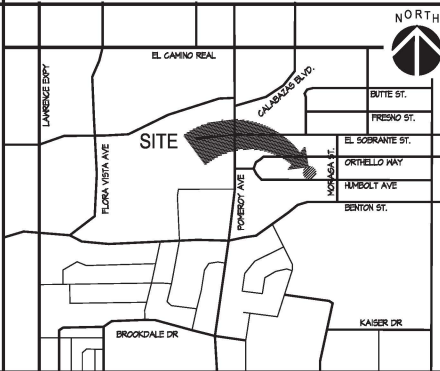 NORTH
EL CAMINO REAL
LAWRENCE EXPY
CALABAZAS BLVD.
BUTTE ST.
FRESNO ST.
SITE
EL SOBRANTE ST.
FLORA VISTA AVE
POMEROY AVE
MORAGA ST.
ORTHELLO WAY
HUMBOLT AVE
BENTON ST.
BROOKDALE DR
KAISER DR